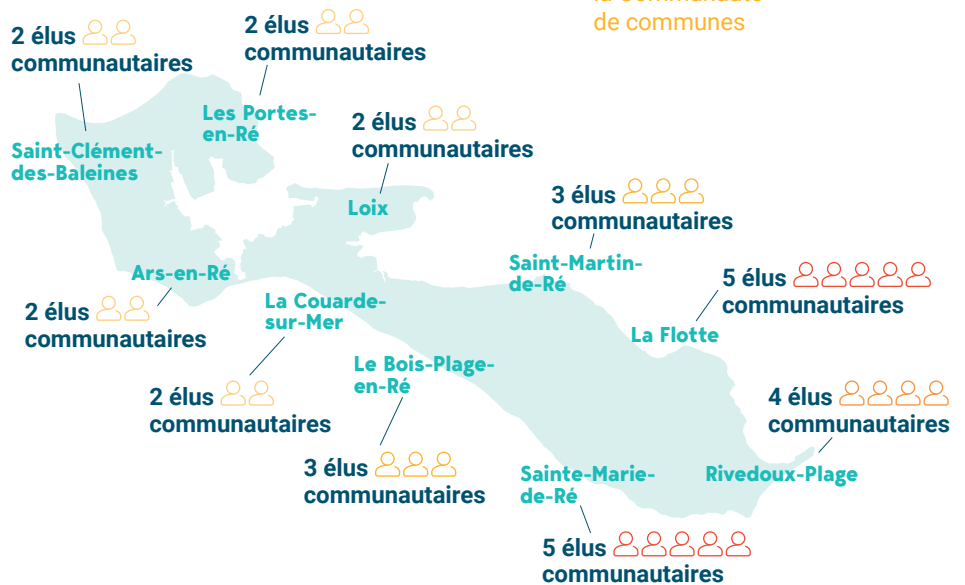 la Communauté
de communes
2 élus
communautaires
2 élus
communautaires
Les Portes-
en-Ré
Saint-Clément-
des-Baleines
2 élus
communautaires
Loix
3 élus
communautaires
Saint-Martin-
de-Ré
Ars-en-Ré
2 élus
communautaires
La Couarde-
sur-Mer
5 élus
communautaires
La Flotte
Le Bois-Plage-
en-Ré
2 élus
communautaires
4 élus
communautaires
3 élus
communautaires
Sainte-Marie-
de-Ré
Rivedoux-Plage
5 élus
communautaires